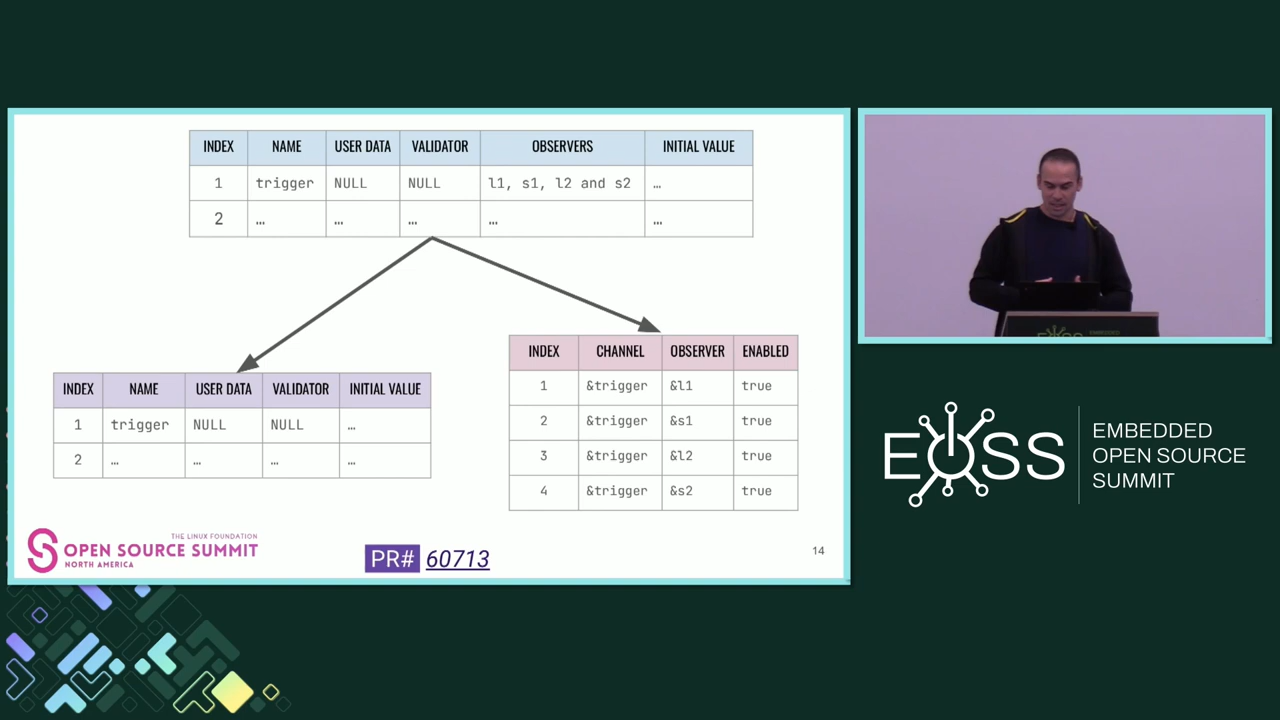 INDEX NAME USER DATA VALIDATOR OBSERVERS INITIAL VALUE
1 trigger NULL NULL l1, s1, l2 and s2 …
2 … … … … …
INDEX NAME USER DATA VALIDATOR INITIAL VALUE
1 trigger NULL NULL …
2 … … … …
INDEX CHANNEL OBSERVER ENABLED
1 &trigger &l1 true
2 &trigger &s1 true
3 &trigger &l2 true
4 &trigger &s2 true
THE LINUX FOUNDATION
OPEN SOURCE SUMMIT
NORTH AMERICA
PR# 60713
14
EOSS
EMBEDDED
OPEN SOURCE
SUMMIT